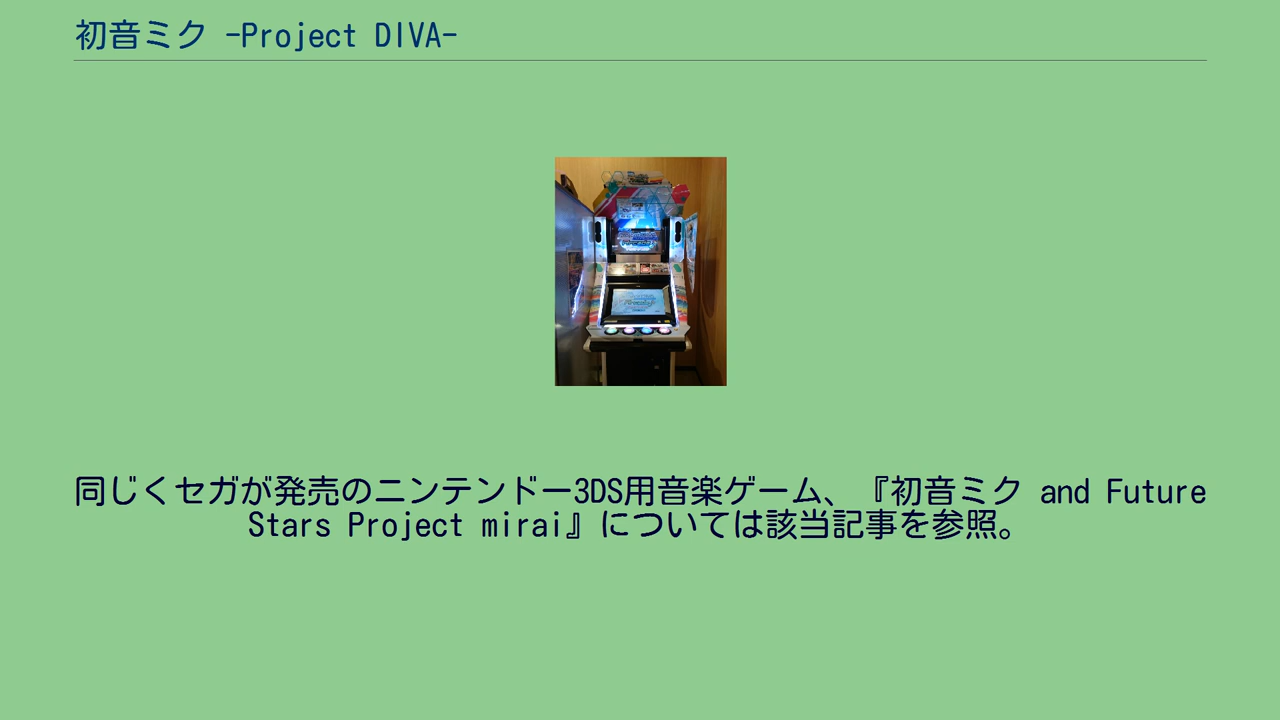 初音ミク -Project DIVA-
同じくセガが発売のニンテンドー3DS用音楽ゲーム、『初音ミク and Future
Stars Project mirai』については該当記事を参照。